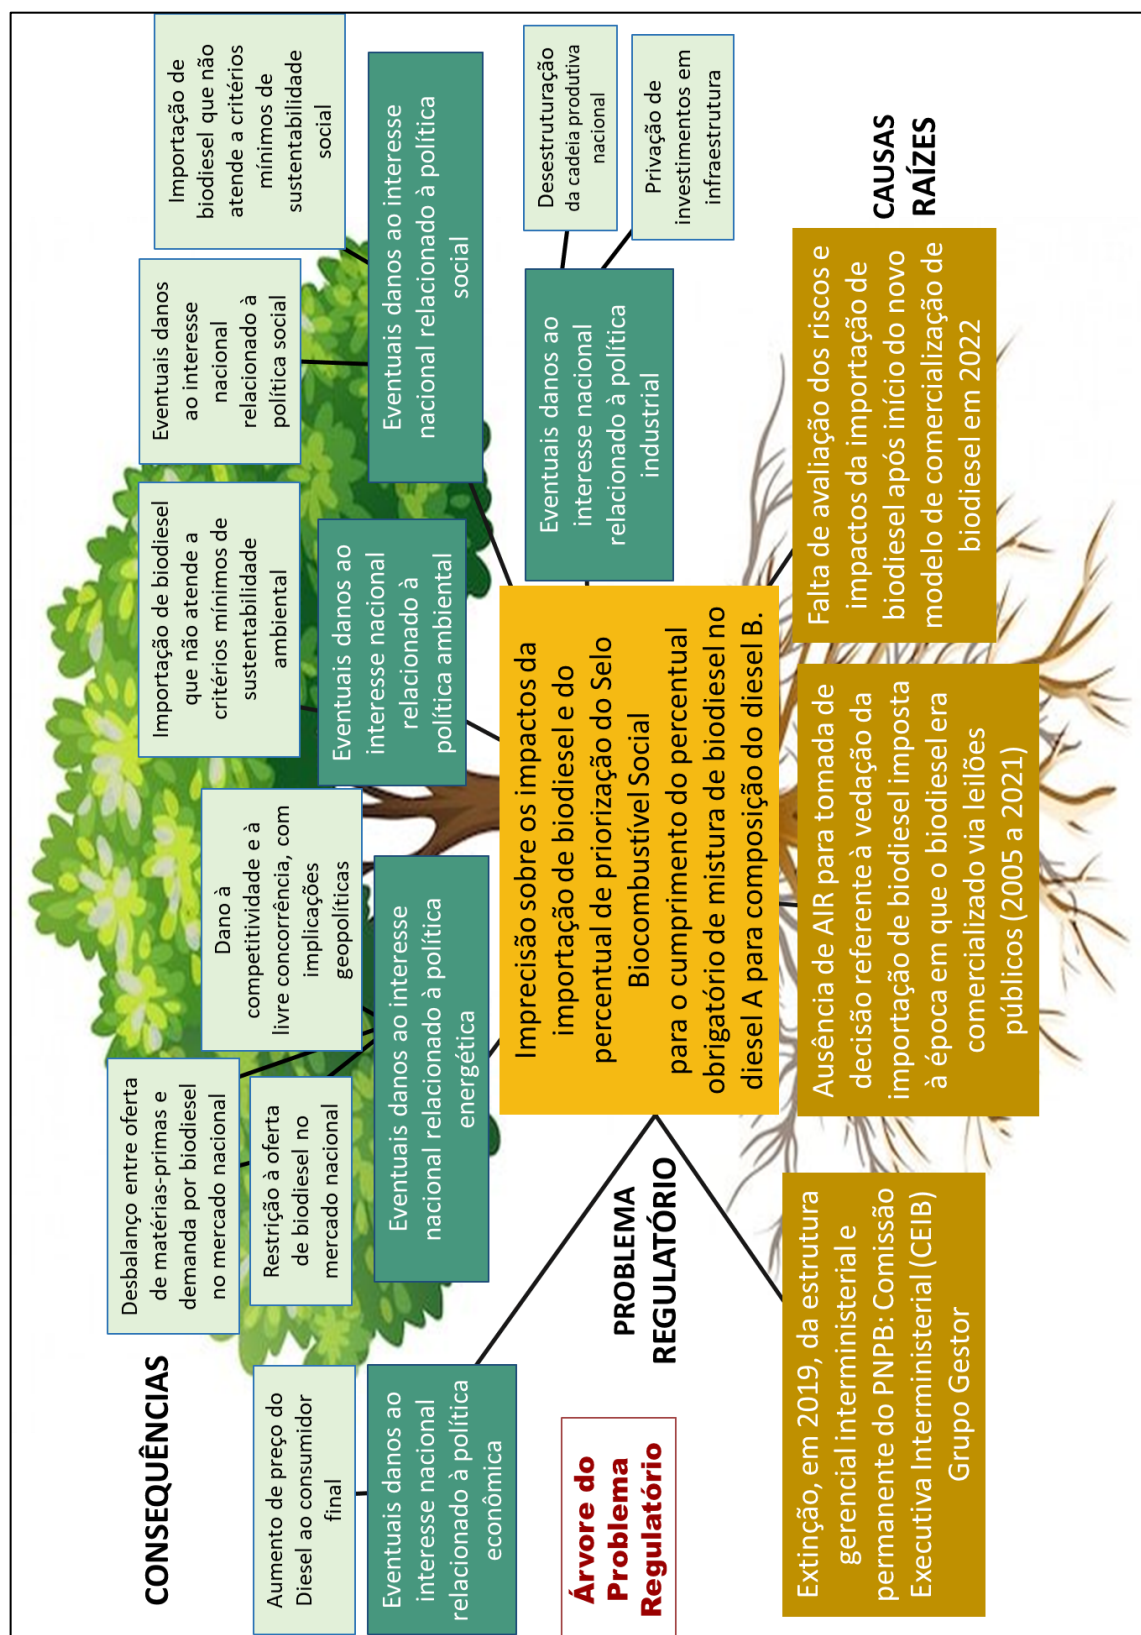 CONSEQUÊNCIAS
Aumento de preço do
Diesel ao consumidor
final
Desbalanço entre oferta
de matérias-primas e
demanda por biodiesel
no mercado nacional
Restrição à oferta
de biodiesel no
mercado nacional
Dano à
competitividade e à
livre concorrência, com
implicações
geopolíticas
Importação de biodiesel
que não atende a
critérios mínimos de
sustentabilidade
ambiental
Eventuais danos
ao interesse
nacional
relacionado à
política social
Importação de
biodiesel que não
atende a critérios
mínimos de
sustentabilidade
social
Eventuais danos ao
interesse nacional
relacionado à política
econômica
Eventuais danos ao interesse
nacional relacionado à política
energética
Eventuais danos ao
interesse nacional
relacionado à
política ambiental
Eventuais danos ao interesse
nacional relacionado à política
social
Eventuais danos ao
interesse nacional
relacionado à política
industrial
Desestruturação
da cadeia produtiva
nacional
Privação de
investimentos em
infraestrutura
Árvore do
Problema
Regulatório
PROBLEMA
REGULATÓRIO
Imprecisão sobre os impactos da
importação de biodiesel e do
percentual de priorização do Selo
Biocombustível Social
para o cumprimento do percentual
obrigatório de mistura de biodiesel no
diesel A para composição do diesel B.
Extinção, em 2019, da estrutura
gerencial interministerial e
permanente do PNPB: Comissão
Executiva Interministerial (CEIB)
Grupo Gestor
Ausência de AIR para tomada de
decisão referente à vedação da
importação de biodiesel imposta
à época em que o biodiesel era
comercializado via leilões
públicos (2005 a 2021)
Falta de avaliação dos riscos e
impactos da importação de
biodiesel após início do novo
modelo de comercialização de
biodiesel em 2022
CAUSAS
RAÍZES